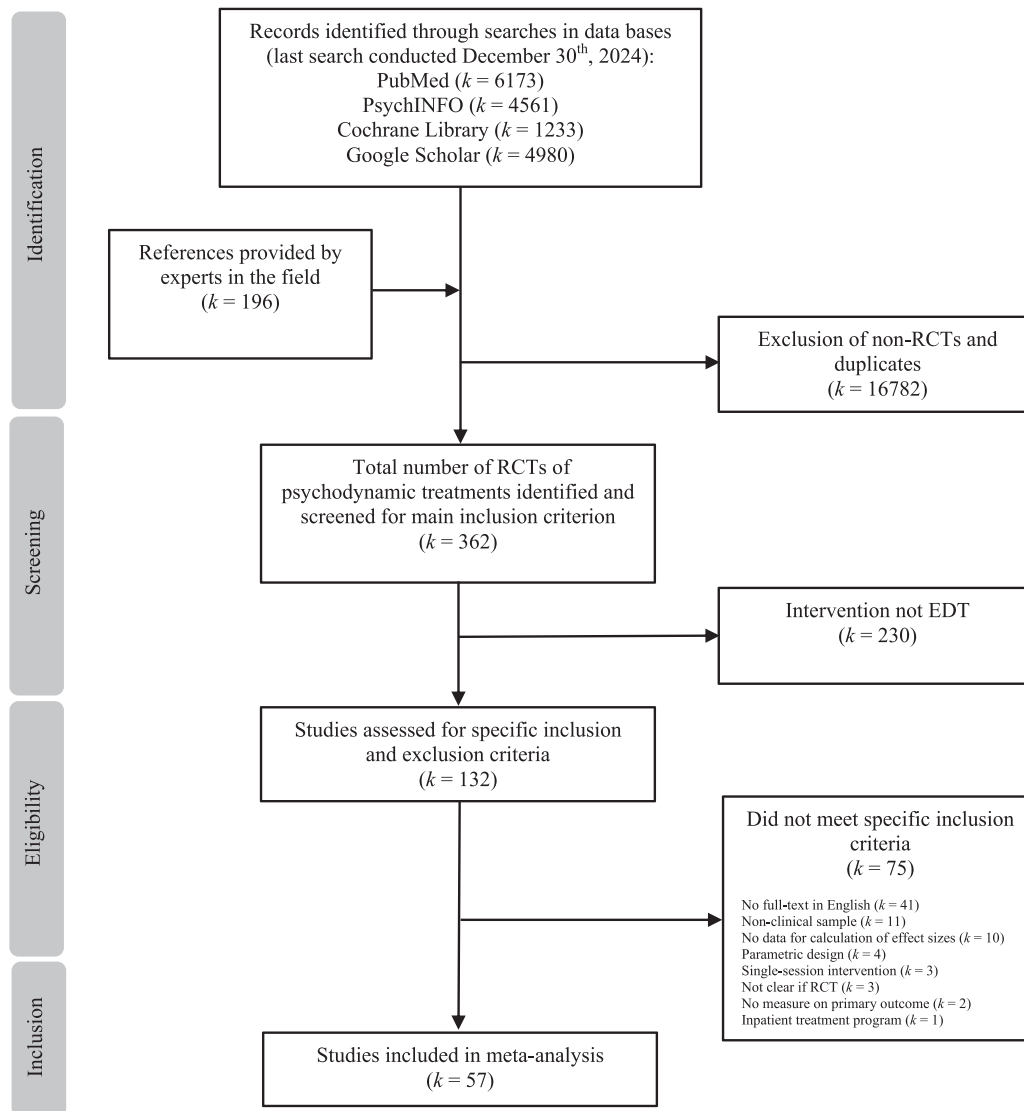 Identification
Records identified through searches in data bases
(last search conducted December 30th, 2024):
PubMed (k = 6173)
PsychINFO (k = 4561)
Cochrane Library (k = 1233)
Google Scholar (k = 4980)
References provided by
experts in the field
(k = 196)
Exclusion of non-RCTs and
duplicates
(k = 16782)
Screening
Total number of RCTs of
psychodynamic treatments identified and
screened for main inclusion criterion
(k = 362)
Intervention not EDT
(k = 230)
Eligibility
Studies assessed for specific inclusion
and exclusion criteria
(k = 132)
Did not meet specific inclusion
criteria
(k = 75)
No full-text in English (k = 41)
Non-clinical sample (k = 11)
No data for calculation of effect sizes (k = 10)
Parametric design (k = 4)
Single-session intervention (k = 3)
Not clear if RCT (k = 3)
No measure on primary outcome (k = 2)
Inpatient treatment program (k = 1)
Inclusion
Studies included in meta-analysis
(k = 57)